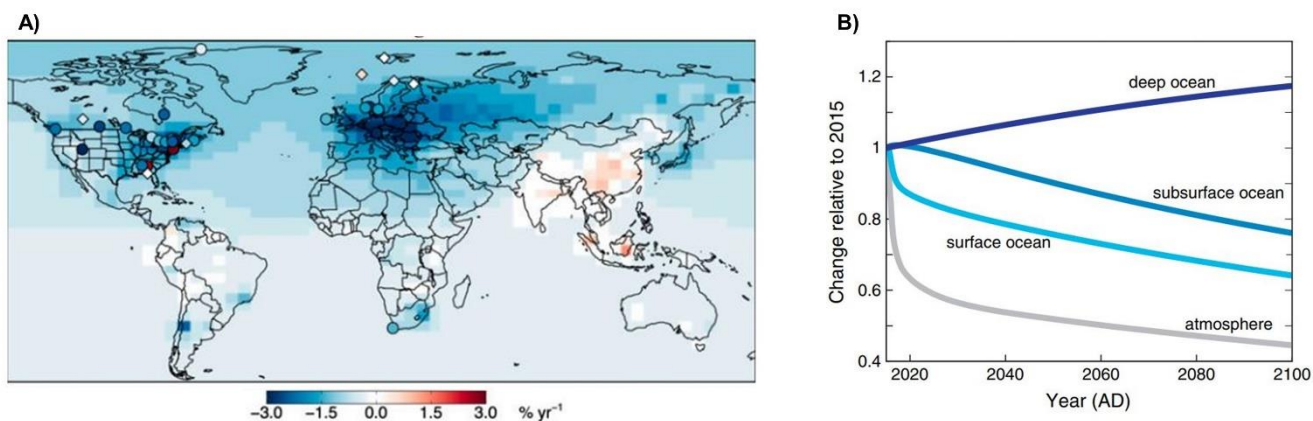 A)
−3.0 −1.5 0.0 1.5 3.0 % yr⁻¹
B)
Change relative to 2015
1.2
1
0.8
0.6
0.4
deep ocean
subsurface ocean
surface ocean
atmosphere
2020 2040 2060 2080 2100
Year (AD)